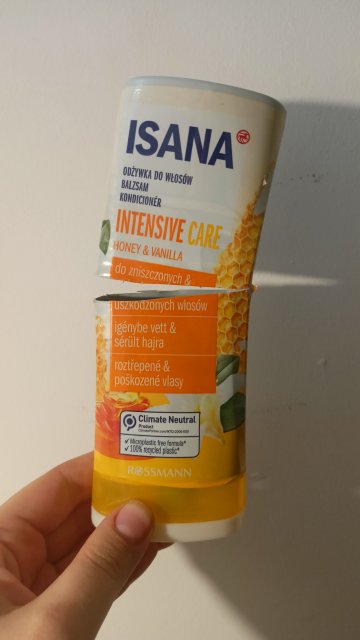 ISANA
ODŻYWKA DO WŁOSÓW
BALZSAM
KONDICIONÉR
INTENSIVE CARE
HONEY & VANILLA
do zniszczonych &
uszkodzonych włosów
igénybe vett &
sérült hajra
roztřepené &
poškozené vlasy
Climate Neutral
Product
✓ Microplastic free formula*
✓ 100% recycled plastic*
ROSSMANN